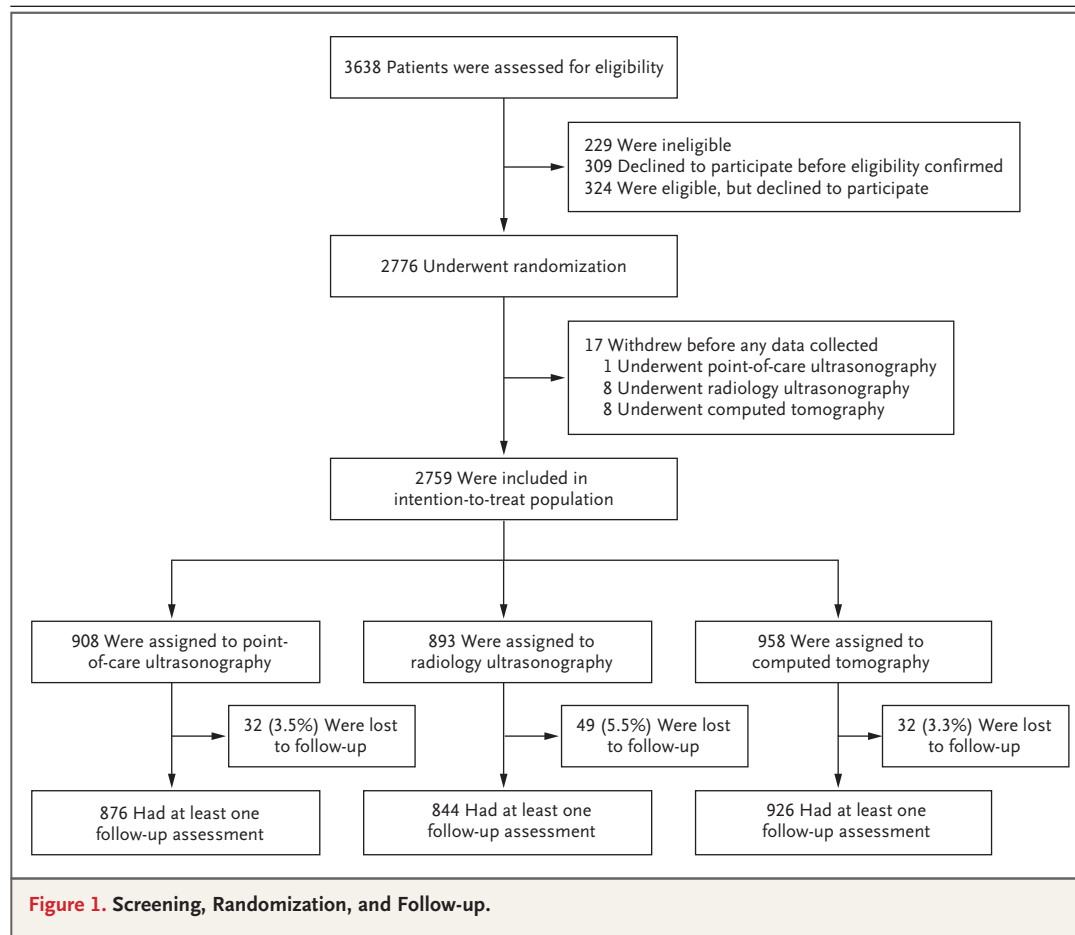 3638 Patients were assessed for eligibility
229 Were ineligible
309 Declined to participate before eligibility confirmed
324 Were eligible, but declined to participate
2776 Underwent randomization
17 Withdrew before any data collected
1 Underwent point-of-care ultrasonography
8 Underwent radiology ultrasonography
8 Underwent computed tomography
2759 Were included in
intention-to-treat population
908 Were assigned to point-
of-care ultrasonography
893 Were assigned to
radiology ultrasonography
958 Were assigned to
computed tomography
32 (3.5%) Were lost
to follow-up
49 (5.5%) Were lost
to follow-up
32 (3.3%) Were lost
to follow-up
876 Had at least one
follow-up assessment
844 Had at least one
follow-up assessment
926 Had at least one
follow-up assessment
Figure 1. Screening, Randomization, and Follow-up.